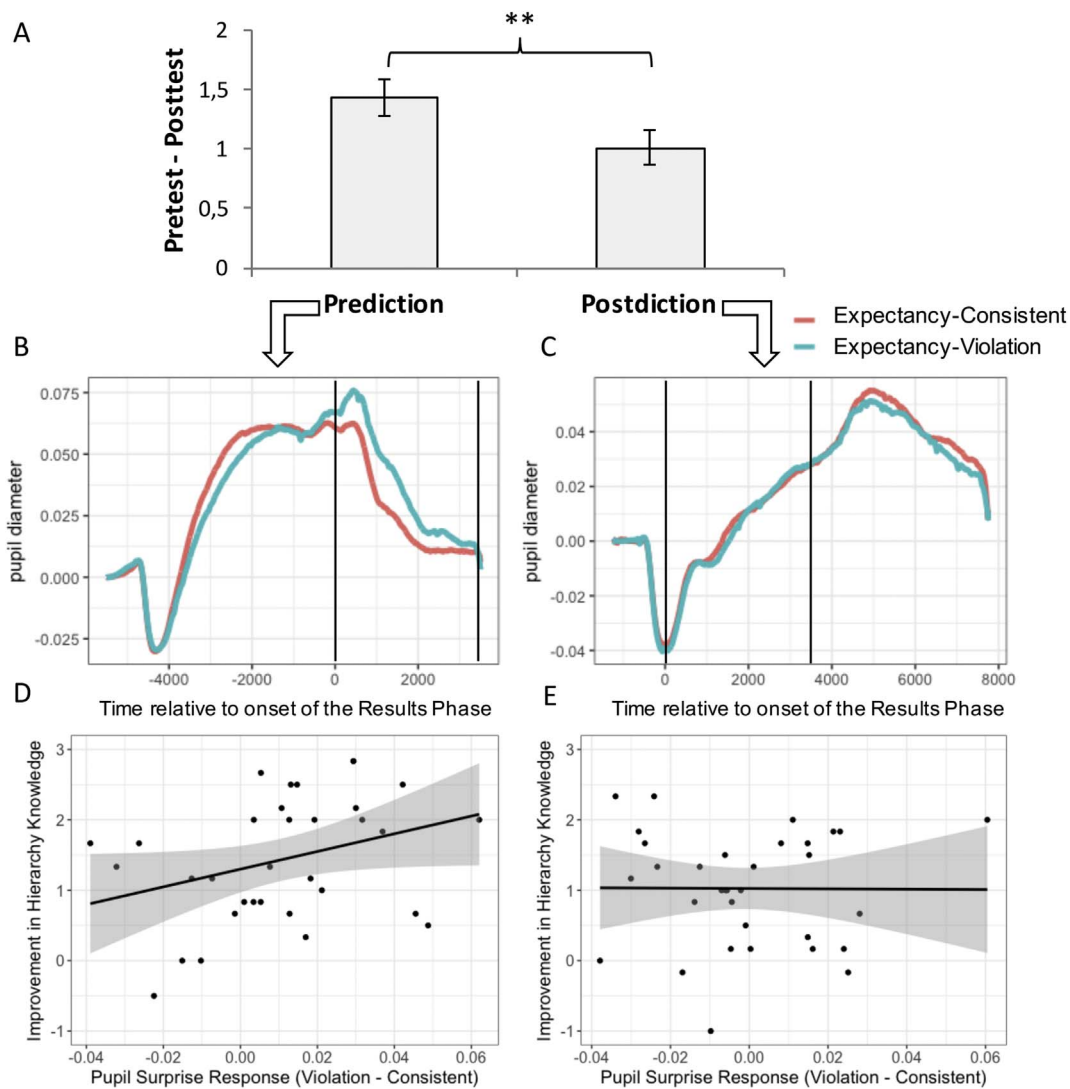 A
**
Pretest - Posttest
2
1,5
1
0,5
0
Prediction
Postdiction
Expectancy-Consistent
Expectancy-Violation
B
pupil diameter
0.075
0.050
0.025
0.000
-0.025
-4000 -2000 0 2000
Time relative to onset of the Results Phase
C
pupil diameter
0.04
0.02
0.00
-0.02
-0.04
0 2000 4000 6000 8000
Time relative to onset of the Results Phase
D
Improvement in Hierarchy Knowledge
3
2
1
0
-1
-0.04 -0.02 0.00 0.02 0.04 0.06
Pupil Surprise Response (Violation - Consistent)
E
Improvement in Hierarchy Knowledge
3
2
1
0
-1
-0.04 -0.02 0.00 0.02 0.04 0.06
Pupil Surprise Response (Violation - Consistent)